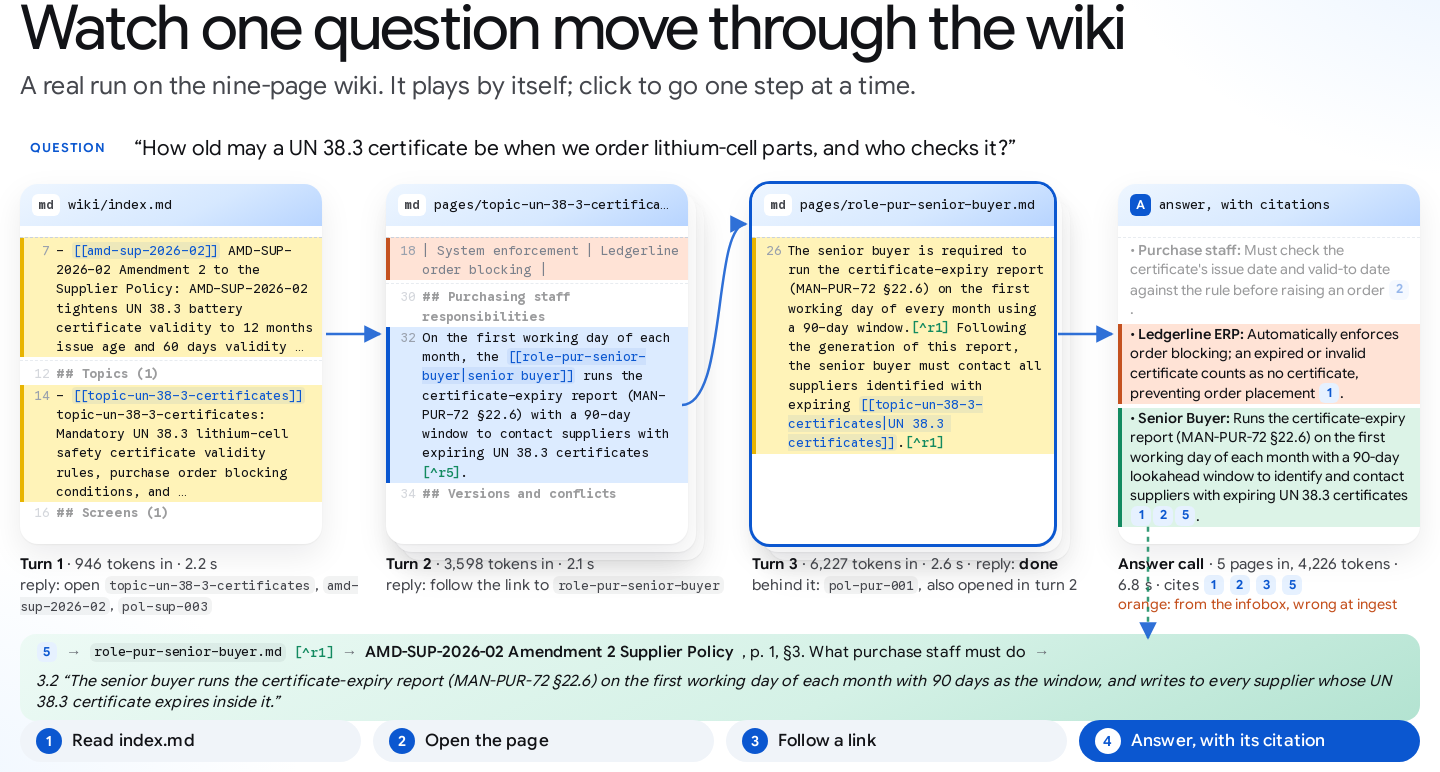 Watch one question move through the wiki
A real run on the nine-page wiki. It plays by itself; click to go one step at a time.
QUESTION
“How old may a UN 38.3 certificate be when we order lithium-cell parts, and who checks it?”
md wiki/index.md
7 – [[amd-sup-2026-02]] AMD-SUP-
2026-02 Amendment 2 to the
Supplier Policy: AMD-SUP-2026-02
tightens UN 38.3 battery
certificate validity to 12 months
issue age and 60 days validity …
12 ## Topics (1)
14 – [[topic-un-38-3-certificates]]
topic-un-38-3-certificates:
Mandatory UN 38.3 lithium-cell
safety certificate validity
rules, purchase order blocking
conditions, and …
16 ## Screens (1)
Turn 1 · 946 tokens in · 2.2 s
reply: open topic-un-38-3-certificates, amd-
sup-2026-02, pol-sup-003
md pages/topic-un-38-3-certifica…
18 | System enforcement | Ledgerline
order blocking |
30 ## Purchasing staff
responsibilities
32 On the first working day of each
month, the [[role-pur-senior-
buyer|senior buyer]] runs the
certificate-expiry report (MAN-
PUR-72 §22.6) with a 90-day
window to contact suppliers with
expiring UN 38.3 certificates
[^r5].
34 ## Versions and conflicts
Turn 2 · 3,598 tokens in · 2.1 s
reply: follow the link to role-pur-senior-buyer
md pages/role-pur-senior-buyer.md
26 The senior buyer is required to
run the certificate-expiry report
(MAN-PUR-72 §22.6) on the first
working day of every month using
a 90-day window.[^r1] Following
the generation of this report,
the senior buyer must contact all
suppliers identified with
expiring [[topic-un-38-3-
certificates|UN 38.3
certificates]].[^r1]
Turn 3 · 6,227 tokens in · 2.6 s · reply: done
behind it: pol-pur-001, also opened in turn 2
A answer, with citations
• Purchase staff: Must check the
certificate's issue date and valid-to date
against the rule before raising an order 2
.
• Ledgerline ERP: Automatically enforces
order blocking; an expired or invalid
certificate counts as no certificate,
preventing order placement 1 .
• Senior Buyer: Runs the certificate-expiry
report (MAN-PUR-72 §22.6) on the first
working day of each month with a 90-day
lookahead window to identify and contact
suppliers with expiring UN 38.3 certificates
1 2 5 .
Answer call · 5 pages in, 4,226 tokens ·
6.8 s · cites 1 2 3 5
orange: from the infobox, wrong at ingest
5 → role-pur-senior-buyer.md [^r1] → AMD-SUP-2026-02 Amendment 2 Supplier Policy , p. 1, §3. What purchase staff must do →
3.2 “The senior buyer runs the certificate-expiry report (MAN-PUR-72 §22.6) on the first working day of each month with 90 days as the window, and writes to every supplier whose UN
38.3 certificate expires inside it.”
1 Read index.md
2 Open the page
3 Follow a link
4 Answer, with its citation